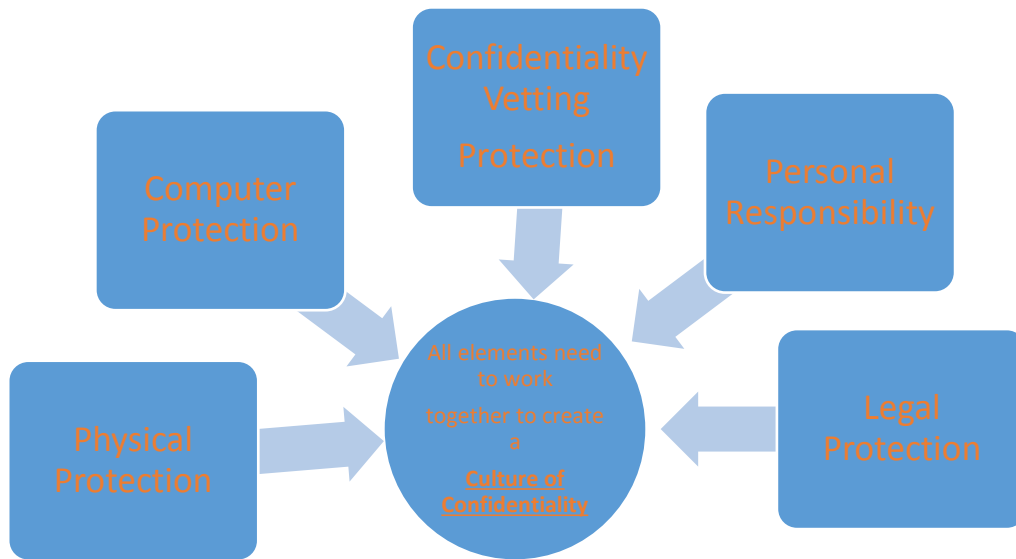 Confidentiality
Vetting
Protection
Computer
Protection
Personal
Responsibility
Physical
Protection
All elements need
to work
together to create
a
Culture of
Confidentiality
Legal
Protection